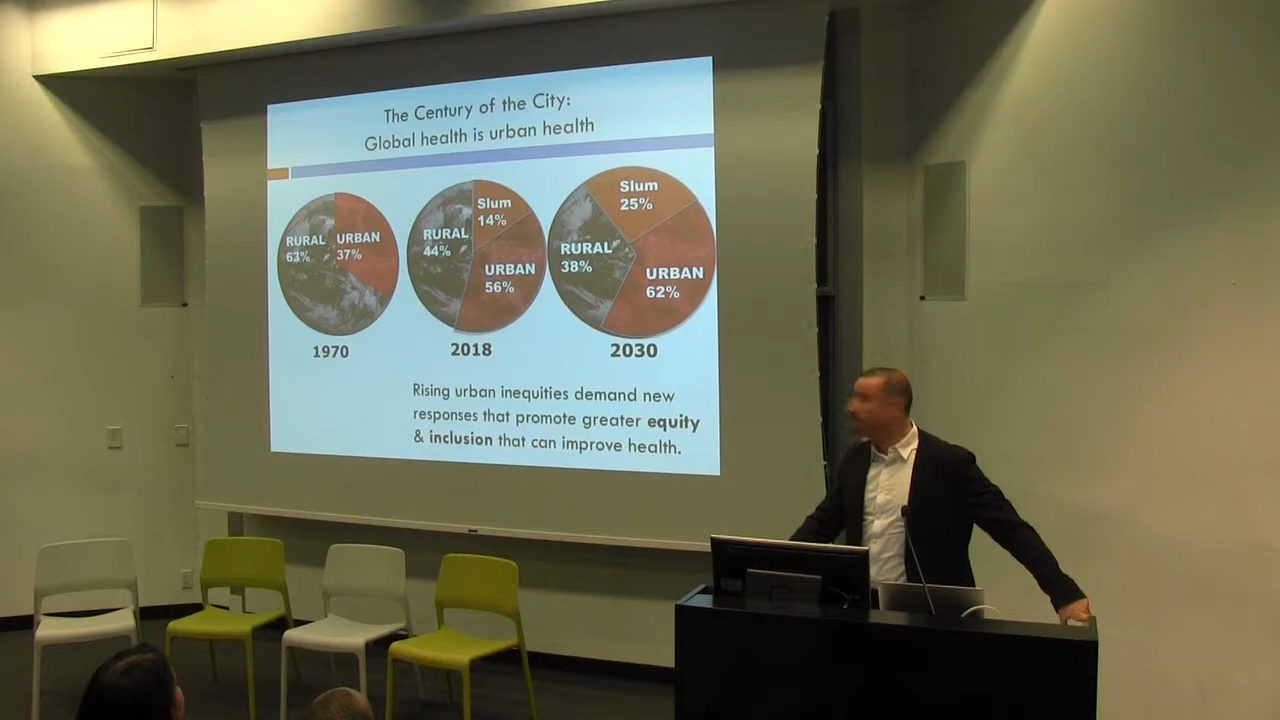 The Century of the City:
Global health is urban health
RURAL
63%
URBAN
37%
1970
RURAL
44%
Slum
14%
URBAN
56%
2018
RURAL
38%
Slum
25%
URBAN
62%
2030
Rising urban inequities demand new
responses that promote greater equity
& inclusion that can improve health.